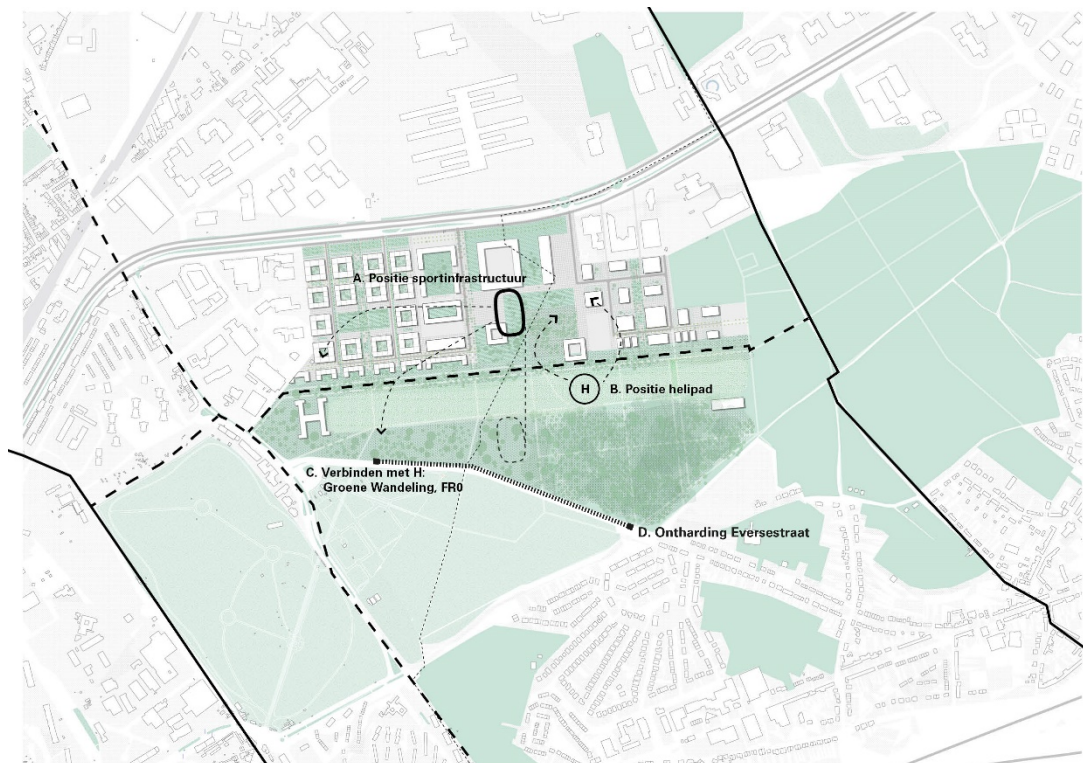 A. Positie sportinfrastructuur
H
B. Positie helipad
C. Verbinden met H:
Groene Wandeling, FR0
D. Ontharding Eversestraat